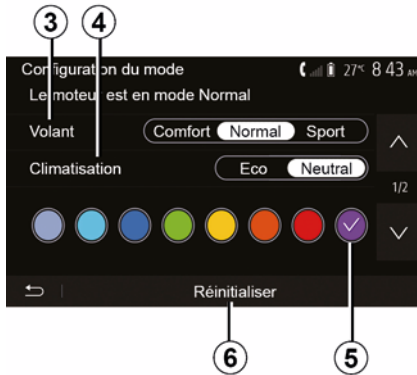 3 4
Configuration du mode 27°C 8 43 AM
Le moteur est en mode Normal
Volant Comfort Normal Sport
Climatisation Eco Neutral
1/2
Réinitialiser
6 5